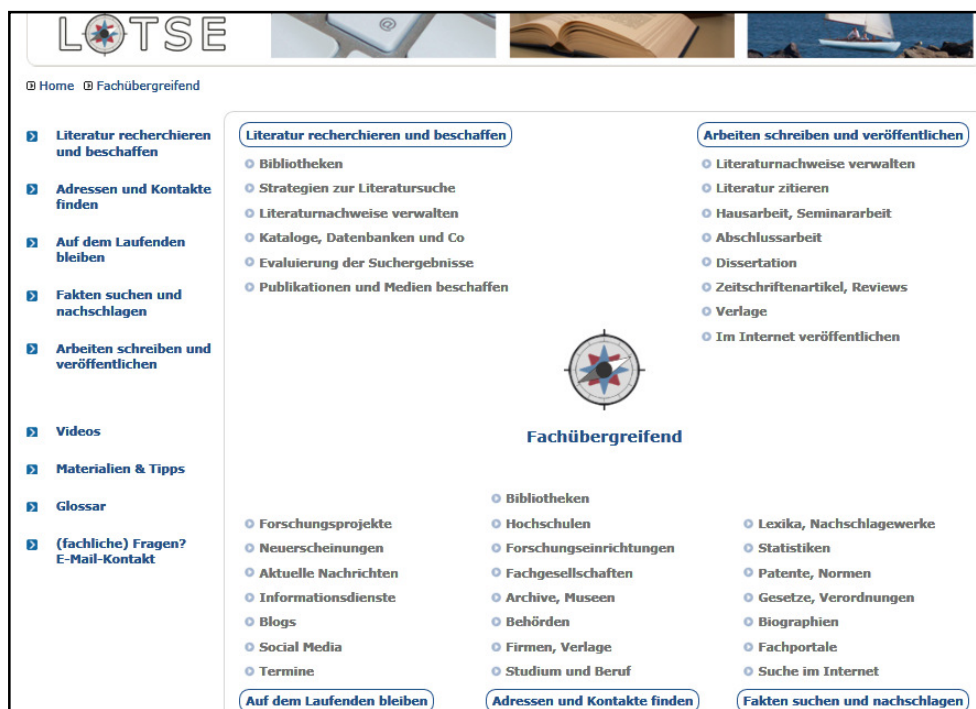 LOTSE
@
Home Fachübergreifend
Literatur recherchieren
und beschaffen
Adressen und Kontakte
finden
Auf dem Laufenden
bleiben
Fakten suchen und
nachschlagen
Arbeiten schreiben und
veröffentlichen
Videos
Materialien & Tipps
Glossar
(fachliche) Fragen?
E-Mail-Kontakt
Literatur recherchieren und beschaffen
Bibliotheken
Strategien zur Literatursuche
Literaturnachweise verwalten
Kataloge, Datenbanken und Co
Evaluierung der Suchergebnisse
Publikationen und Medien beschaffen
Arbeiten schreiben und veröffentlichen
Literaturnachweise verwalten
Literatur zitieren
Hausarbeit, Seminararbeit
Abschlussarbeit
Dissertation
Zeitschriftenartikel, Reviews
Verlage
Im Internet veröffentlichen
Fachübergreifend
Forschungsprojekte
Neuerscheinungen
Aktuelle Nachrichten
Informationsdienste
Blogs
Social Media
Termine
Auf dem Laufenden bleiben
Bibliotheken
Hochschulen
Forschungseinrichtungen
Fachgesellschaften
Archive, Museen
Behörden
Firmen, Verlage
Studium und Beruf
Adressen und Kontakte finden
Lexika, Nachschlagewerke
Statistiken
Patente, Normen
Gesetze, Verordnungen
Biographien
Fachportale
Suche im Internet
Fakten suchen und nachschlagen